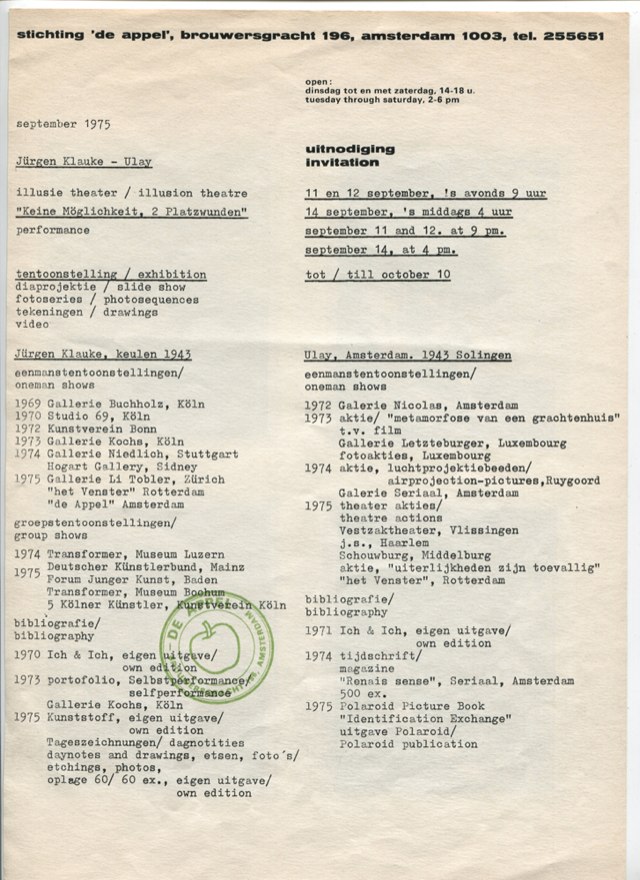 stichting 'de appel', brouwersgracht 196, amsterdam 1003, tel. 255651
open:
dinsdag tot en met zaterdag, 14-18 u.
tuesday through saturday, 2-6 pm
september 1975
uitnodiging
invitation
Jürgen Klauke - Ulay
illusie theater / illusion theatre
"Keine Möglichkeit, 2 Platzwunden"
performance
11 en 12 september, 's avonds 9 uur
14 september, 's middags 4 uur
september 11 and 12. at 9 pm.
september 14, at 4 pm.
tot / till october 10
tentoonstelling / exhibition
diaprojektie / slide show
fotoseries / photosequences
tekeningen / drawings
video
Jürgen Klauke, keulen 1943
eenmanstentoonstellingen/
oneman shows
1969 Gallerie Buchholz, Köln
1970 Studio 69, Köln
1972 Kunstverein Bonn
1973 Gallerie Kochs, Köln
1974 Gallerie Niedlich, Stuttgart
Hogart Gallery, Sidney
1975 Gallerie Li Tobler, Zürich
"het Venster" Rotterdam
"de Appel" Amsterdam
groepstentoonstellingen/
group shows
1974 Transformer, Museum Luzern
1975 Deutscher Künstlerbund, Mainz
Forum Junger Kunst, Baden
Transformer, Museum Bochum
5 Kölner Künstler, Kunstverein Köln
bibliografie/
bibliography
1970 Ich & Ich, eigen uitgave/
own edition
1973 portofolio, Selbstperformance/
selfperformance
Gallerie Kochs, Köln
1975 Kunststoff, eigen uitgave/
own edition
Tageszeichnungen/ dagnotities
daynotes and drawings, etsen, foto's/
etchings, photos,
oplage 60/ 60 ex., eigen uitgave/
own edition
DE APPEL
BROUWERSGRACHT 196, AMSTERDAM
Ulay, Amsterdam. 1943 Solingen
eenmanstentoonstellingen/
oneman shows
1972 Galerie Nicolas, Amsterdam
1973 aktie/ "metamorfose van een grachtenhuis"
t.v. film
Gallerie Letzteburger, Luxembourg
fotoakties, Luxembourg
1974 aktie, luchtprojektiebeeden/
airprojection-pictures,Ruygoord
Galerie Seriaal, Amsterdam
1975 theater akties/
theatre actions
Vestzaktheater, Vlissingen
j.s., Haarlem
Schouwburg, Middelburg
aktie, "uiterlijkheden zijn toevallig"
"het Venster", Rotterdam
bibliografie/
bibliography
1971 Ich & Ich, eigen uitgave/
own edition
1974 tijdschrift/
magazine
"Renais sense", Seriaal, Amsterdam
500 ex.
1975 Polaroid Picture Book
"Identification Exchange"
uitgave Polaroid/
Polaroid publication